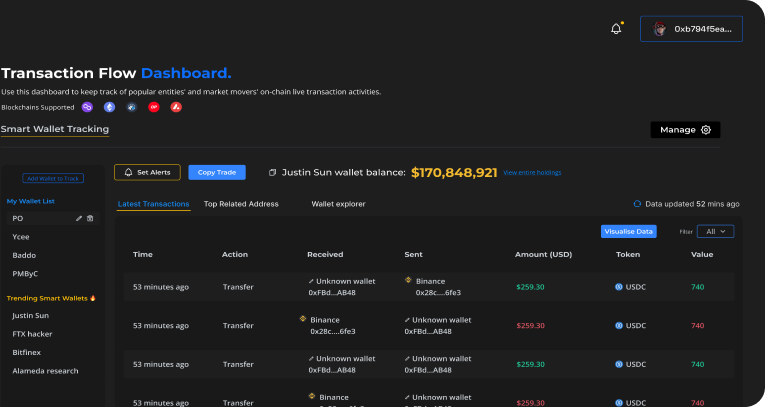 0xb794f5ea...
Transaction Flow Dashboard.
Use this dashboard to keep track of popular entities' and market movers' on-chain live transaction activities.
Blockchains Supported
OP
Smart Wallet Tracking
Manage
Add Wallet to Track
My Wallet List
PO
Ycee
Baddo
PMByC
Trending Smart Wallets
Justin Sun
FTX hacker
Bitfinex
Alameda research
Set Alerts
Copy Trade
Justin Sun wallet balance: $170,848,921 View entire holdings
Latest Transactions Top Related Address Wallet explorer
Data updated 52 mins ago
Visualise Data Filter All
Time Action Received Sent Amount (USD) Token Value
53 minutes ago Transfer Unknown wallet 0xFBd...AB48 Binance 0x28c....6fe3 $259.30 USDC 740
53 minutes ago Transfer Binance 0x28c....6fe3 Unknown wallet 0xFBd...AB48 $259.30 USDC 740
53 minutes ago Transfer Unknown wallet 0xFBd...AB48 Unknown wallet 0xFBd...AB48 $259.30 USDC 740
53 minutes ago Transfer Binance Unknown wallet $259.30 USDC 740